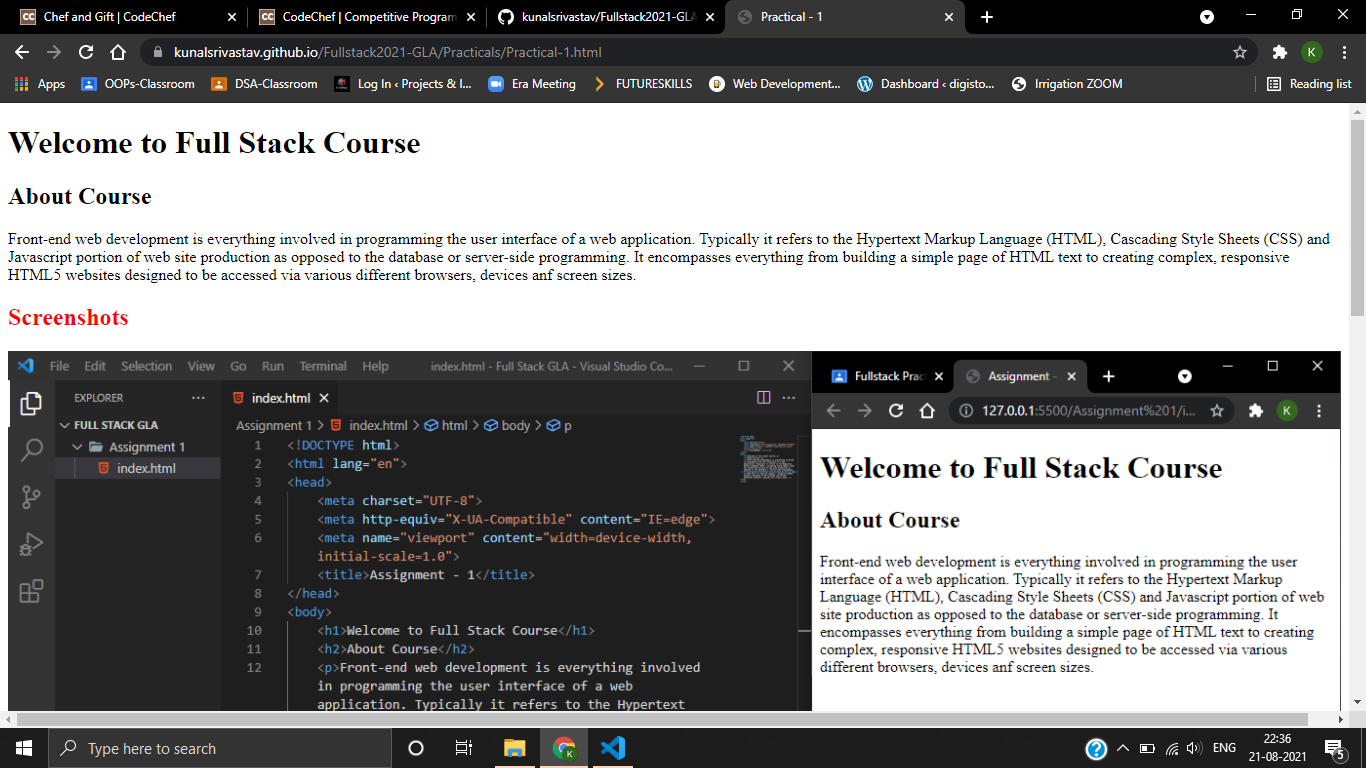 Chef and Gift | CodeChef
CodeChef | Competitive Program
kunalsrivastav/Fullstack2021-GLA
Practical - 1
kunalsrivastav.github.io/Fullstack2021-GLA/Practicals/Practical-1.html
K
Apps
OOPs-Classroom
DSA-Classroom
Log In ‹ Projects & I...
Era Meeting
FUTURESKILLS
Web Development...
Dashboard ‹ digisto...
Irrigation ZOOM
Reading list
Welcome to Full Stack Course
About Course
Front-end web development is everything involved in programming the user interface of a web application. Typically it refers to the Hypertext Markup Language (HTML), Cascading Style Sheets (CSS) and
Javascript portion of web site production as opposed to the database or server-side programming. It encompasses everything from building a simple page of HTML text to creating complex, responsive
HTML5 websites designed to be accessed via various different browsers, devices anf screen sizes.
Screenshots
File Edit Selection View Go Run Terminal Help
index.html - Full Stack GLA - Visual Studio Co...
EXPLORER ...
FULL STACK GLA
Assignment 1
index.html
index.html
Assignment 1 > index.html > html > body > p
1 <!DOCTYPE html>
2 <html lang="en">
3 <head>
4 <meta charset="UTF-8">
5 <meta http-equiv="X-UA-Compatible" content="IE=edge">
6 <meta name="viewport" content="width=device-width,
initial-scale=1.0">
7 <title>Assignment - 1</title>
8 </head>
9 <body>
10 <h1>Welcome to Full Stack Course</h1>
11 <h2>About Course</h2>
12 <p>Front-end web development is everything involved
in programming the user interface of a web
application. Typically it refers to the Hypertext
Fullstack Prac
Assignment -
127.0.0.1:5500/Assignment%201/i...
K
Welcome to Full Stack Course
About Course
Front-end web development is everything involved in programming the user
interface of a web application. Typically it refers to the Hypertext Markup
Language (HTML), Cascading Style Sheets (CSS) and Javascript portion of web
site production as opposed to the database or server-side programming. It
encompasses everything from building a simple page of HTML text to creating
complex, responsive HTML5 websites designed to be accessed via various
different browsers, devices anf screen sizes.
Type here to search
K
ENG
22:36
21-08-2021
5